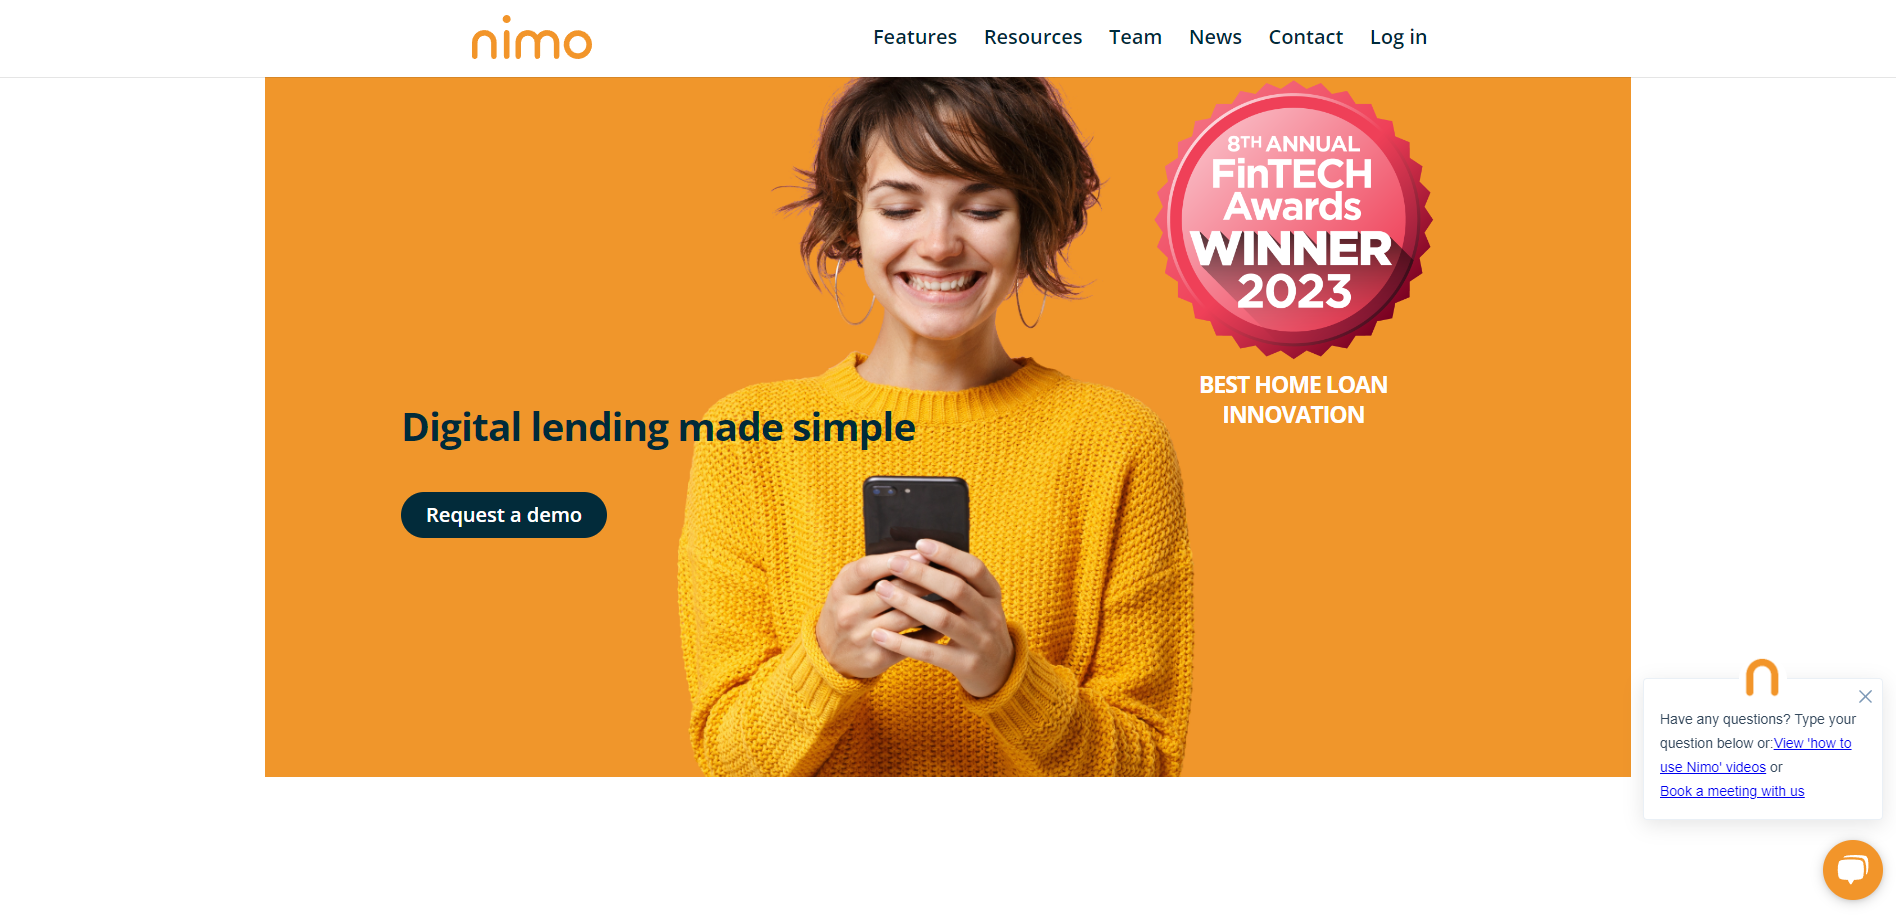 nimo
Features Resources Team News Contact Log in
8TH ANNUAL
FinTECH
Awards
WINNER
2023
BEST HOME LOAN
INNOVATION
Digital lending made simple
Request a demo
n
Have any questions? Type your
question below or:View 'how to
use Nimo' videos or
Book a meeting with us